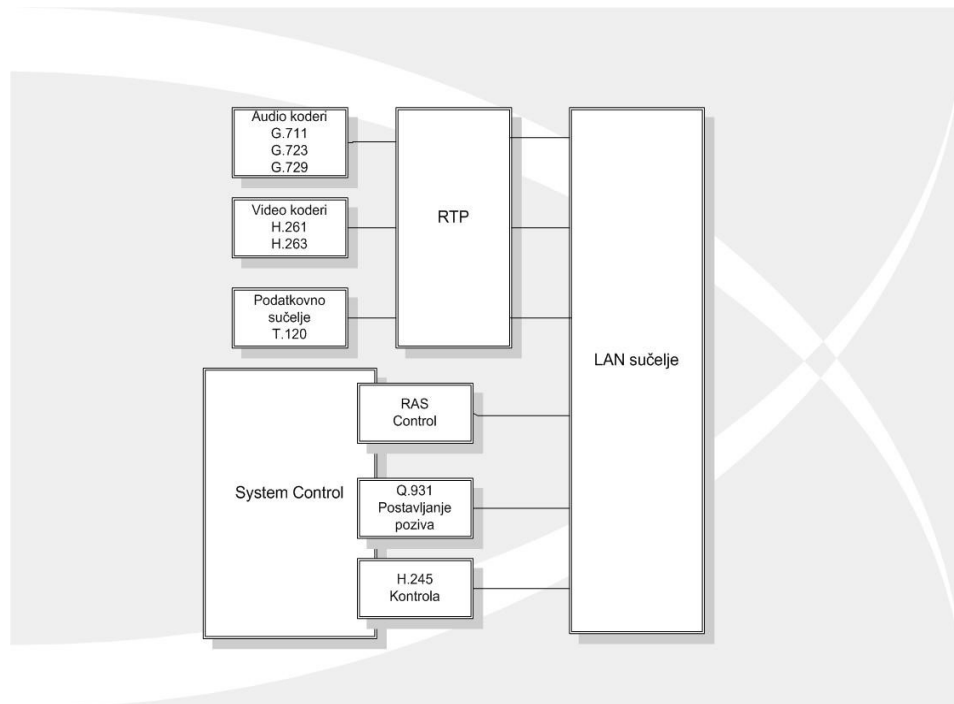 Audio koderi
G.711
G.723
G.729
Video koderi
H.261
H.263
Podatkovno
sučelje
T.120
RTP
LAN sučelje
System Control
RAS
Control
Q.931
Postavljanje
poziva
H.245
Kontrola